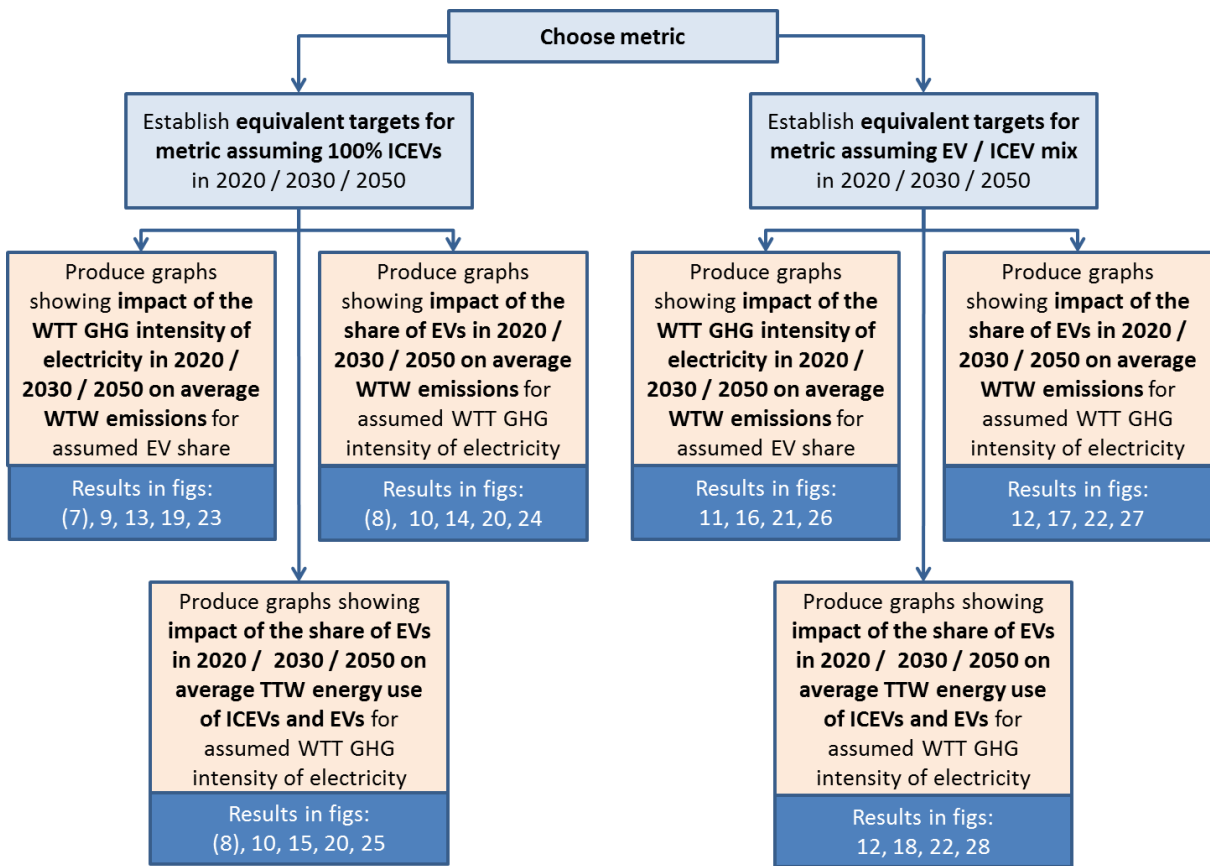 Choose metric
Establish equivalent targets for
metric assuming 100% ICEVs
in 2020 / 2030 / 2050
Establish equivalent targets for
metric assuming EV / ICEV mix
in 2020 / 2030 / 2050
Produce graphs
showing impact of the
WTT GHG intensity of
electricity in 2020 /
2030 / 2050 on average
WTW emissions for
assumed EV share
Results in figs:
(7), 9, 13, 19, 23
Produce graphs
showing impact of the
share of EVs in 2020 /
2030 / 2050 on average
WTW emissions for
assumed WTT GHG
intensity of electricity
Results in figs:
(8), 10, 14, 20, 24
Produce graphs
showing impact of the
WTT GHG intensity of
electricity in 2020 /
2030 / 2050 on average
WTW emissions for
assumed EV share
Results in figs:
11, 16, 21, 26
Produce graphs
showing impact of the
share of EVs in 2020 /
2030 / 2050 on average
WTW emissions for
assumed WTT GHG
intensity of electricity
Results in figs:
12, 17, 22, 27
Produce graphs showing
impact of the share of EVs
in 2020 / 2030 / 2050 on
average TTW energy use
of ICEVs and EVs for
assumed WTT GHG
intensity of electricity
Results in figs:
(8), 10, 15, 20, 25
Produce graphs showing
impact of the share of EVs
in 2020 / 2030 / 2050 on
average TTW energy use
of ICEVs and EVs for
assumed WTT GHG
intensity of electricity
Results in figs:
12, 18, 22, 28